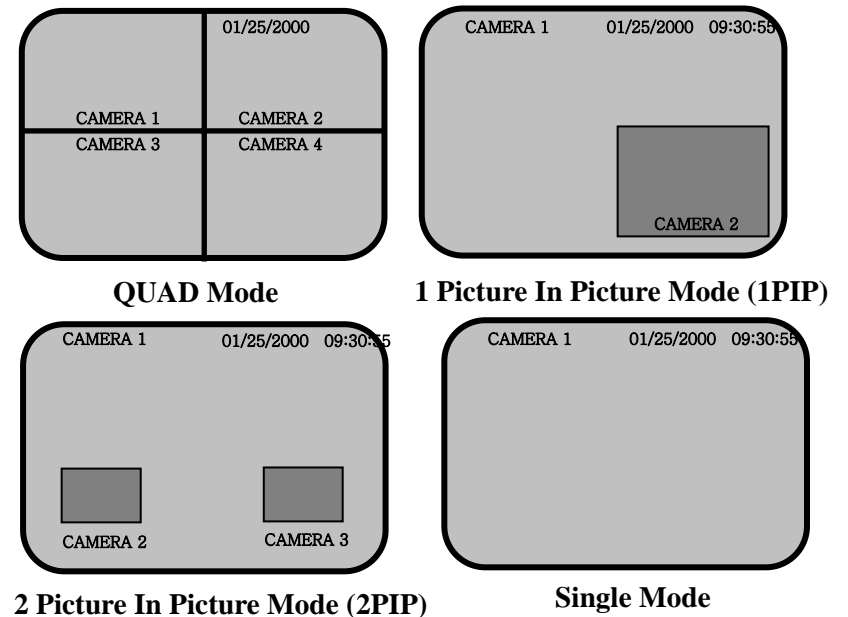 01/25/2000
CAMERA 1 CAMERA 2
CAMERA 3 CAMERA 4
QUAD Mode
CAMERA 1 01/25/2000 09:30:55
CAMERA 2
1 Picture In Picture Mode (1PIP)
CAMERA 1 01/25/2000 09:30:55
CAMERA 2 CAMERA 3
2 Picture In Picture Mode (2PIP)
CAMERA 1 01/25/2000 09:30:55
Single Mode